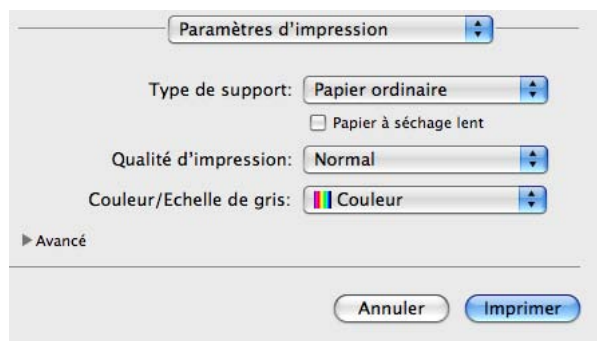 Paramètres d'impression
Type de support: Papier ordinaire
Papier à séchage lent
Qualité d'impression: Normal
Couleur/Echelle de gris: Couleur
Avancé
Annuler Imprimer